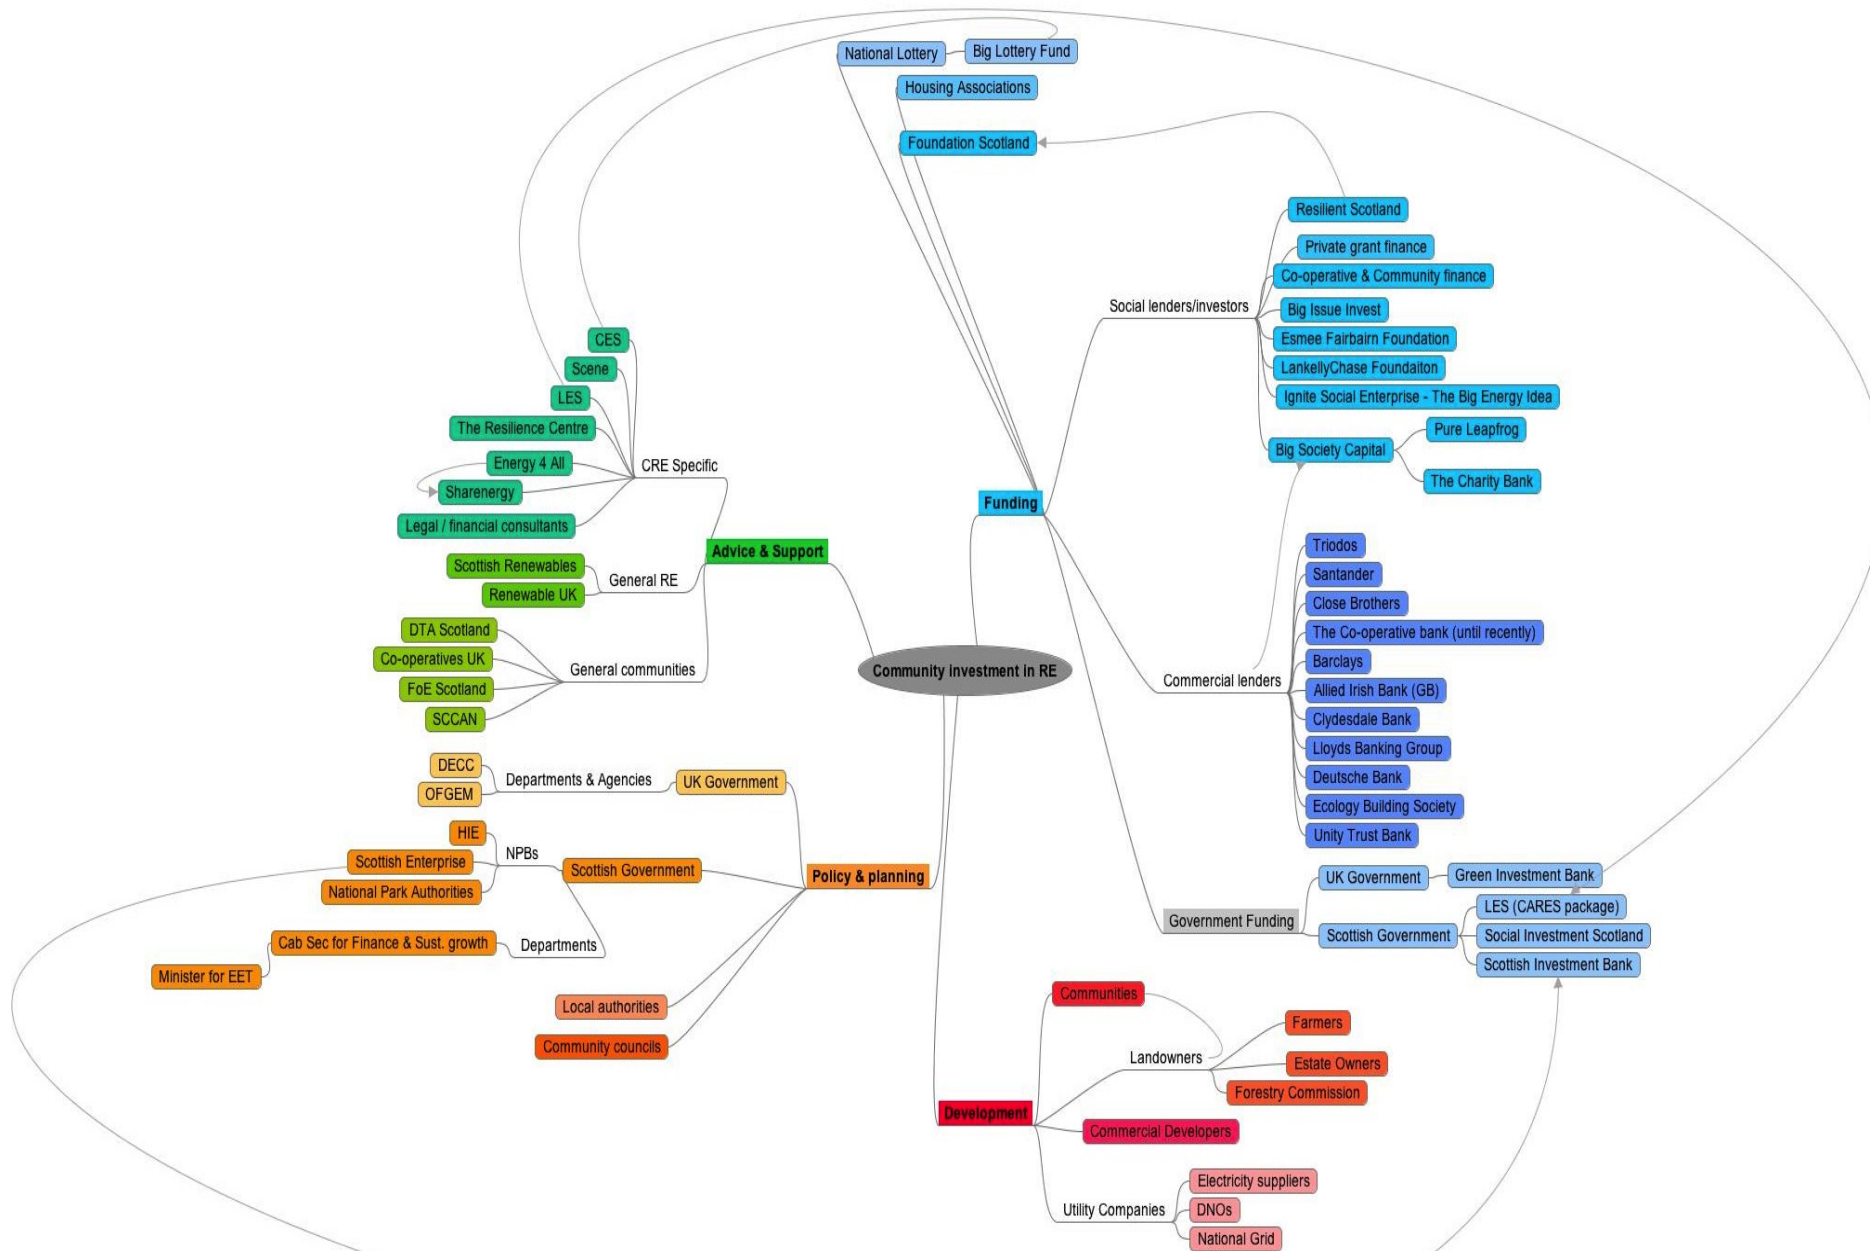 National Lottery
Big Lottery Fund
Housing Associations
Foundation Scotland
Resilient Scotland
Private grant finance
Co-operative & Community finance
Social lenders/investors
Big Issue Invest
Esmee Fairbairn Foundation
LankellyChase Foundaiton
Ignite Social Enterprise - The Big Energy Idea
Big Society Capital
Pure Leapfrog
The Charity Bank
Funding
Triodos
Santander
Close Brothers
The Co-operative bank (until recently)
Barclays
Commercial lenders
Allied Irish Bank (GB)
Clydesdale Bank
Lloyds Banking Group
Deutsche Bank
Ecology Building Society
Unity Trust Bank
UK Government
Green Investment Bank
Government Funding
LES (CARES package)
Scottish Government
Social Investment Scotland
Scottish Investment Bank
CES
Scene
LES
The Resilience Centre
Energy 4 All
CRE Specific
Sharenergy
Legal / financial consultants
Advice & Support
Scottish Renewables
General RE
Renewable UK
DTA Scotland
Co-operatives UK
General communities
FoE Scotland
SCCAN
Community investment in RE
DECC
Departments & Agencies
UK Government
OFGEM
HIE
NPBs
Scottish Enterprise
Scottish Government
Policy & planning
National Park Authorities
Cab Sec for Finance & Sust. growth
Departments
Minister for EET
Local authorities
Community councils
Communities
Farmers
Landowners
Estate Owners
Forestry Commission
Development
Commercial Developers
Electricity suppliers
Utility Companies
DNOs
National Grid